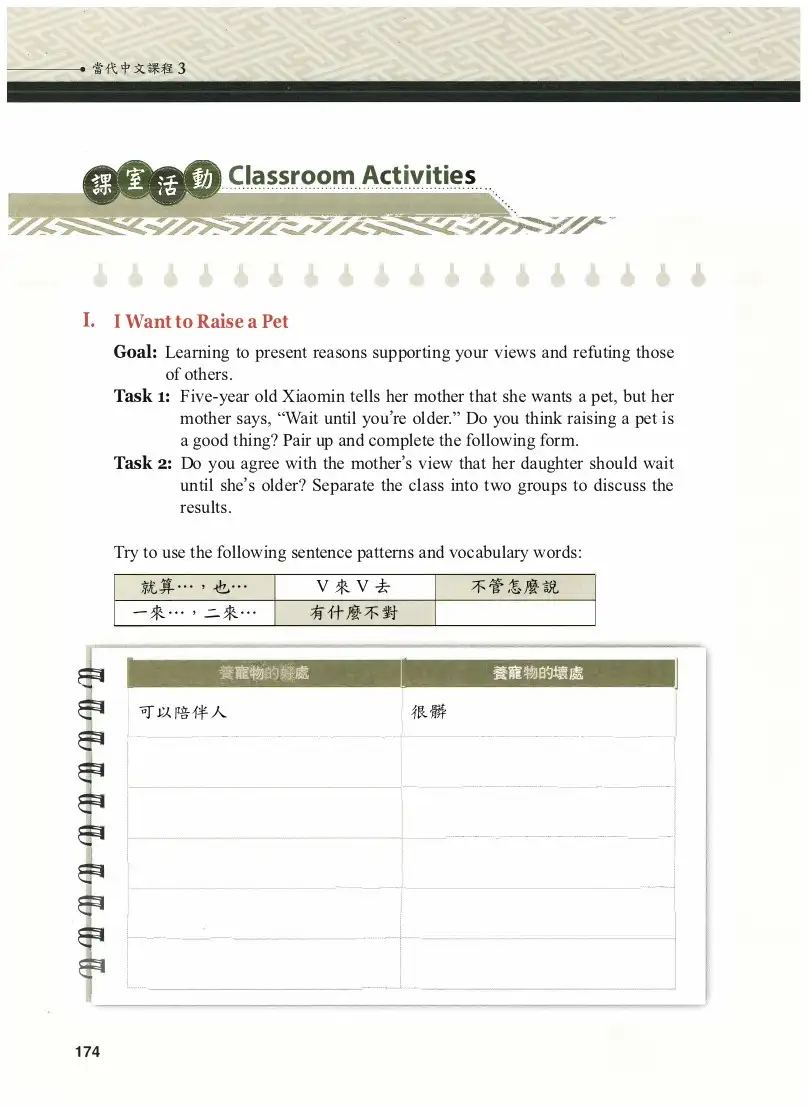 當代中文課程 3
課室活動 Classroom Activities
I. I Want to Raise a Pet
Goal: Learning to present reasons supporting your views and refuting those
of others.
Task 1: Five-year old Xiaomin tells her mother that she wants a pet, but her
mother says, “Wait until you’re older.” Do you think raising a pet is
a good thing? Pair up and complete the following form.
Task 2: Do you agree with the mother’s view that her daughter should wait
until she’s older? Separate the class into two groups to discuss the
results.
Try to use the following sentence patterns and vocabulary words:
就算…，也… V 來 V 去 不管怎麼說
一來…，二來… 有什麼不對
養寵物的好處 養寵物的壞處
可以陪伴人 很髒
174